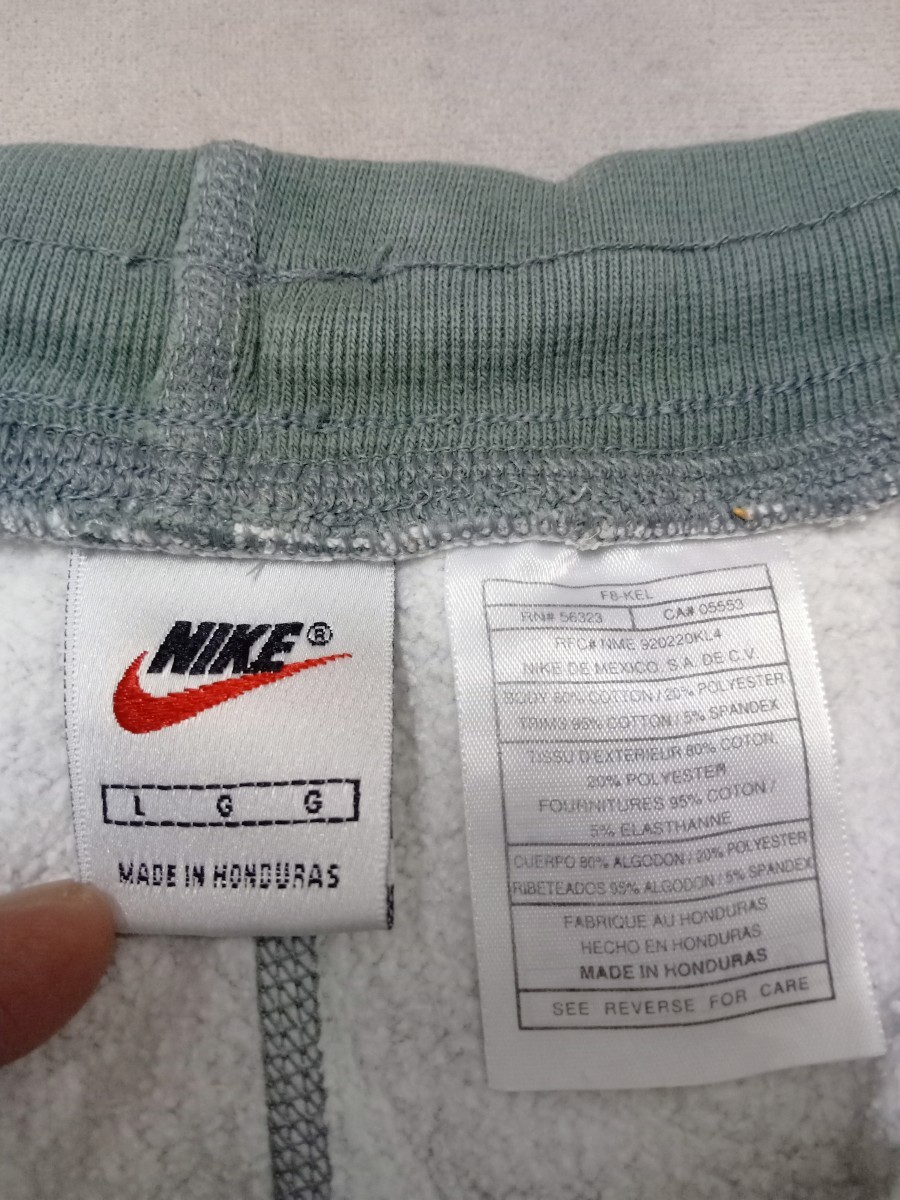 NIKE®
L G G
MADE IN HONDURAS
F8-KEL
RN# 56323 CA# 05553
RFC# NME 920220KL4
NIKE DE MEXICO, S.A. DE C.V.
BODY 80% COTTON / 20% POLYESTER
TRIMS 95% COTTON / 5% SPANDEX
TISSU D'EXTERIEUR 80% COTON,
20% POLYESTER
FOURNITURES 95% COTON /
5% ELASTHANNE
CUERPO 80% ALGODON / 20% POLYESTER
RIBETEADOS 95% ALGODON / 5% SPANDEX
FABRIQUE AU HONDURAS
HECHO EN HONDURAS
MADE IN HONDURAS
SEE REVERSE FOR CARE